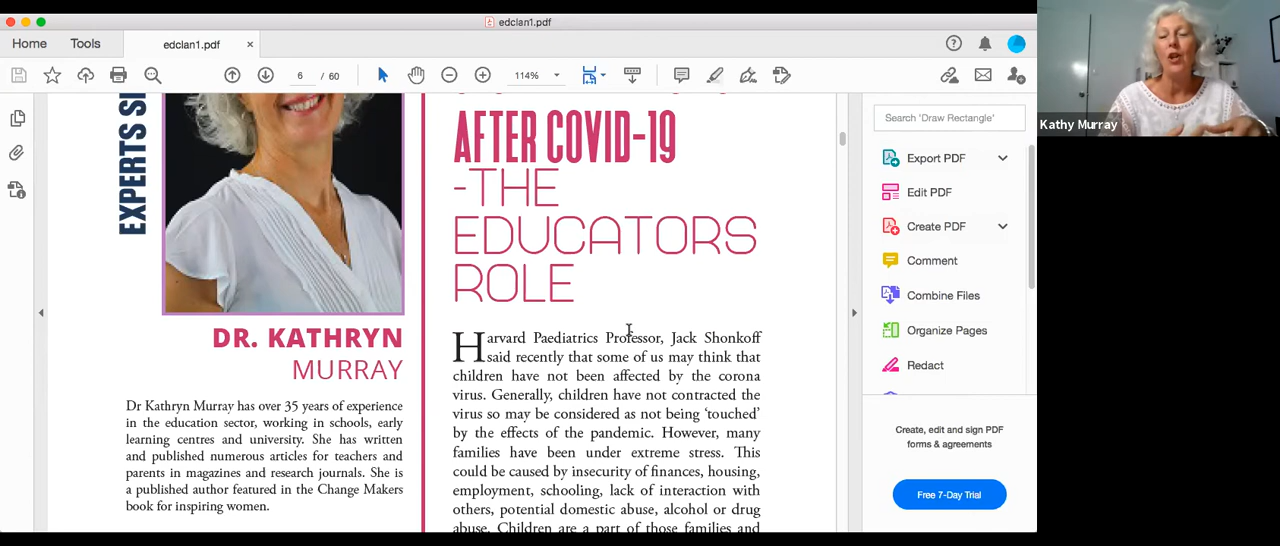 edclan1.pdf
Home
Tools
edclan1.pdf
6 / 60
114%
Search 'Draw Rectangle'
Export PDF
Edit PDF
Create PDF
Comment
Combine Files
Organize Pages
Redact
Create, edit and sign PDF
forms & agreements
Free 7-Day Trial
Kathy Murray
EXPERTS
DR. KATHRYN
MURRAY
Dr Kathryn Murray has over 35 years of experience
in the education sector, working in schools, early
learning centres and university. She has written
and published numerous articles for teachers and
parents in magazines and research journals. She is
a published author featured in the Change Makers
book for inspiring women.
AFTER COVID-19
-THE
EDUCATORS
ROLE
Harvard Paediatrics Professor, Jack Shonkoff
said recently that some of us may think that
children have not been affected by the corona
virus. Generally, children have not contracted the
virus so may be considered as not being ‘touched’
by the effects of the pandemic. However, many
families have been under extreme stress. This
could be caused by insecurity of finances, housing,
employment, schooling, lack of interaction with
others, potential domestic abuse, alcohol or drug
abuse. Children are a part of those families and